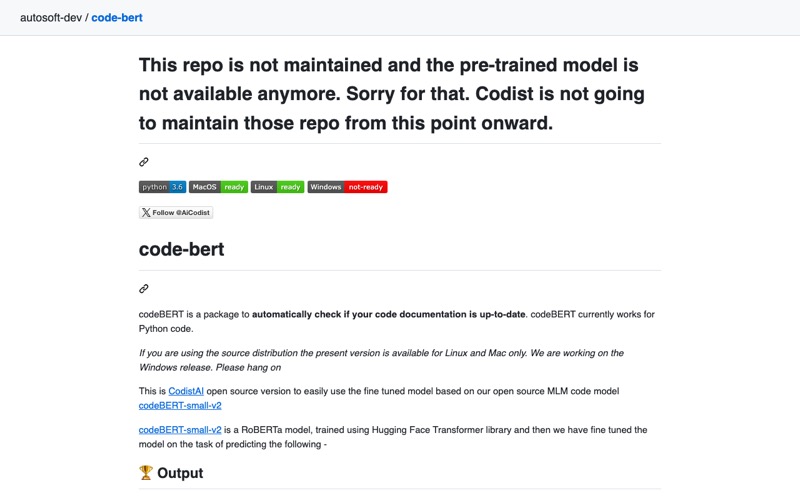 autosoft-dev / code-bert
This repo is not maintained and the pre-trained model is
not available anymore. Sorry for that. Codist is not going
to maintain those repo from this point onward.
python 3.6 MacOS ready Linux ready Windows not-ready
Follow @AiCodist
code-bert
codeBERT is a package to automatically check if your code documentation is up-to-date. codeBERT currently works for
Python code.
If you are using the source distribution the present version is available for Linux and Mac only. We are working on the
Windows release. Please hang on
This is CodistAI open source version to easily use the fine tuned model based on our open source MLM code model
codeBERT-small-v2
codeBERT-small-v2 is a RoBERTa model, trained using Hugging Face Transformer library and then we have fine tuned the
model on the task of predicting the following -
🏆 Output